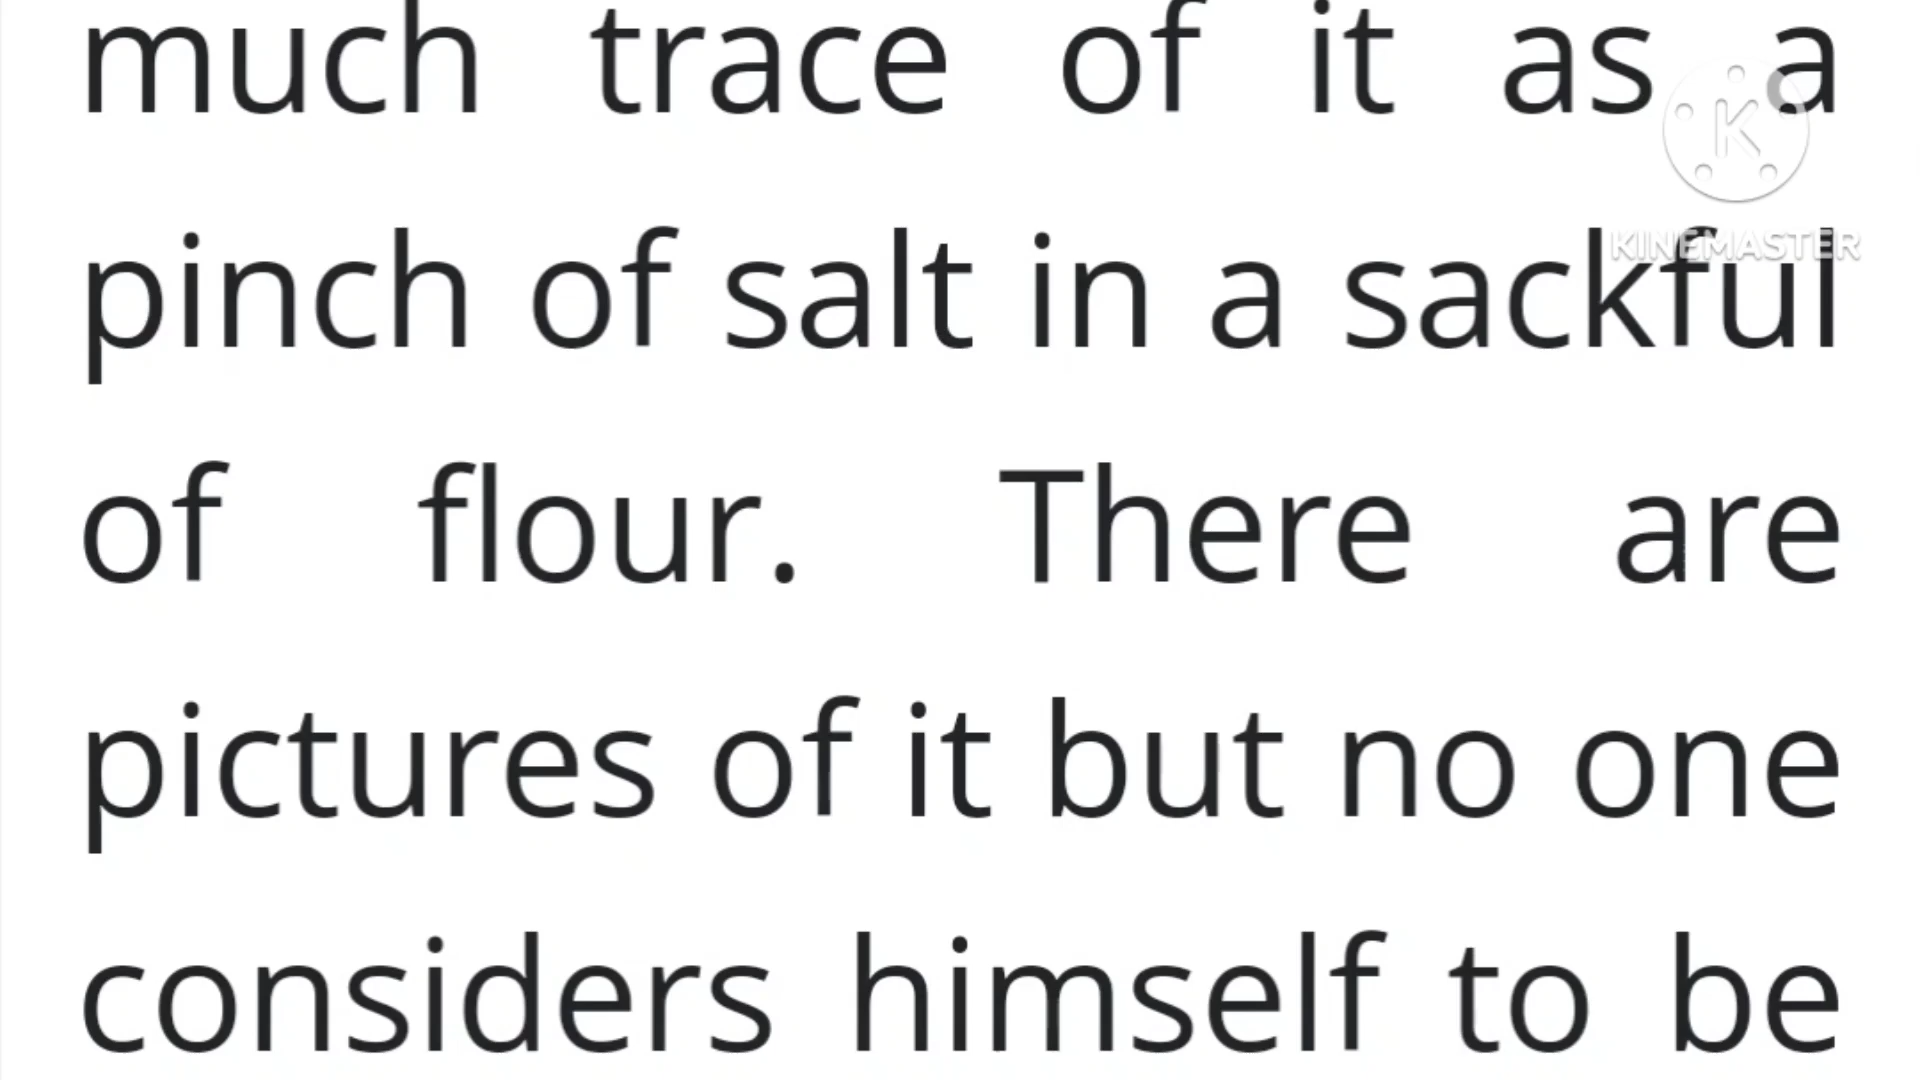 much trace of it as a
K
KINEMASTER
pinch of salt in a sackful
of flour. There are
pictures of it but no one
considers himself to be